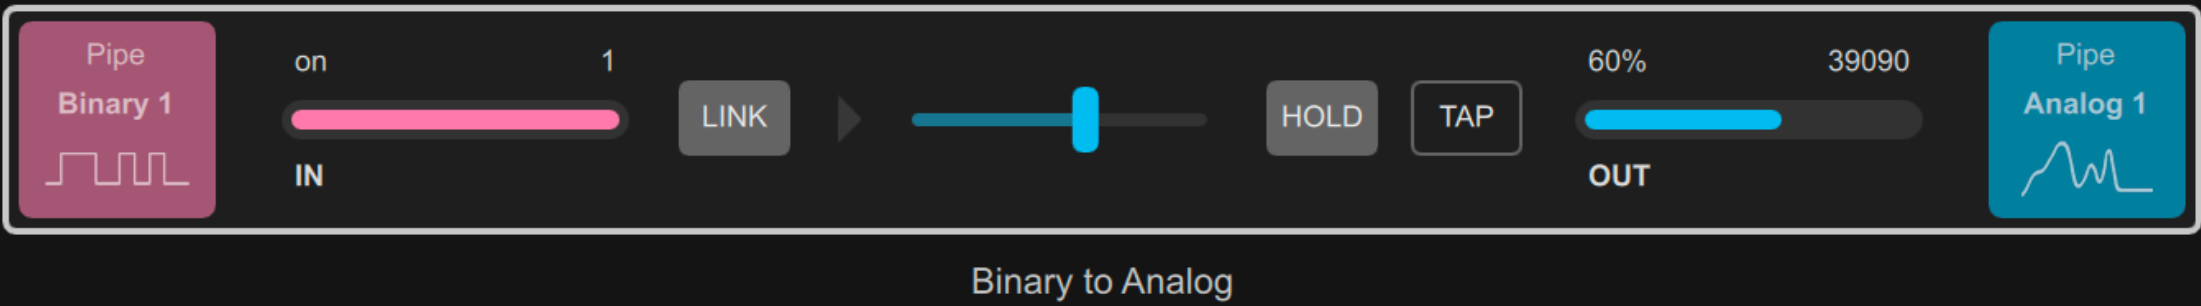 Pipe
Binary 1
on 1
IN
LINK
HOLD
TAP
60% 39090
OUT
Pipe
Analog 1
Binary to Analog